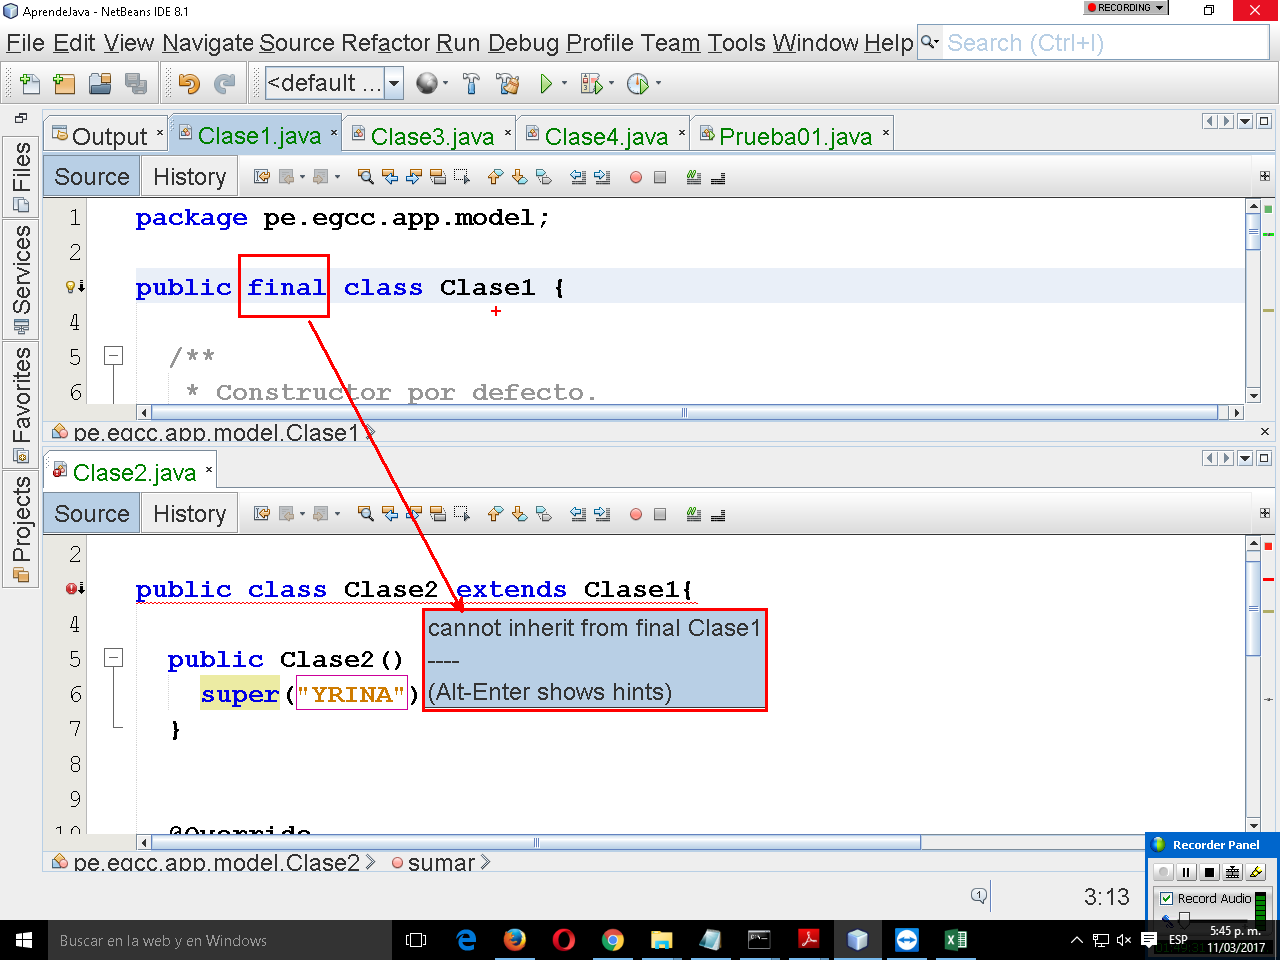 AprendeJava - NetBeans IDE 8.1
RECORDING
File Edit View Navigate Source Refactor Run Debug Profile Team Tools Window Help
Search (Ctrl+I)
<default ...
Output
Clase1.java
Clase3.java
Clase4.java
Prueba01.java
Source
History
Files
Services
Favorites
Projects
1 package pe.egcc.app.model;
2
public final class Clase1 {
4
5 /**
6 * Constructor por defecto.
pe.egcc.app.model.Clase1
Clase2.java
Source
History
2
public class Clase2 extends Clase1{
4
5 public Clase2()
6 super("YRINA")
7 }
8
9
10 @Override
cannot inherit from final Clase1
----
(Alt-Enter shows hints)
pe.egcc.app.model.Clase2
sumar
1
3:13
Recorder Panel
Record Audio
Buscar en la web y en Windows
ESP
5:45 p. m.
11/03/2017